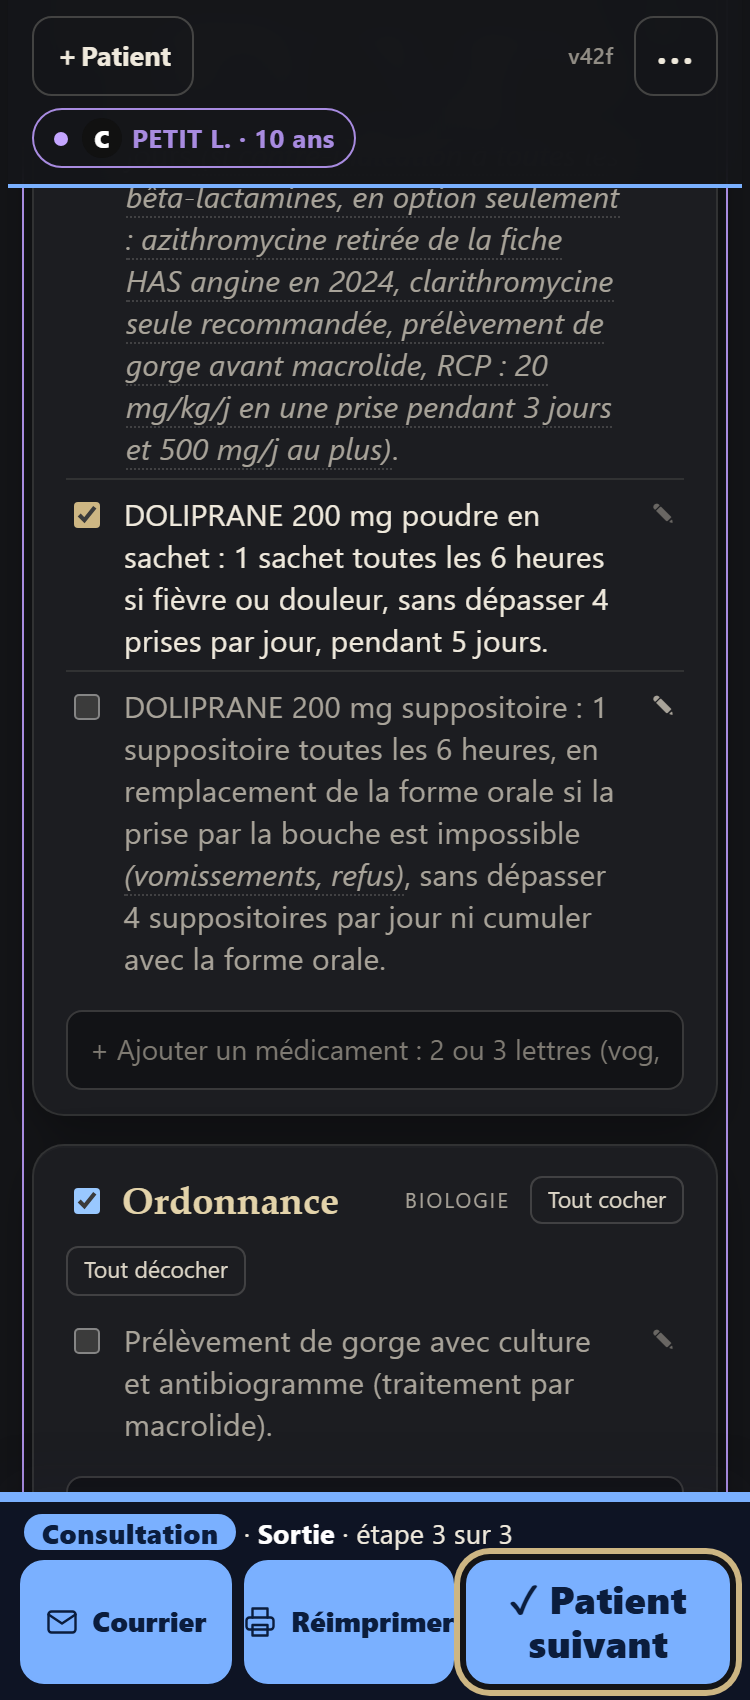 + Patient
v42f
...
C PETIT L. · 10 ans
bêta-lactamines, en option seulement
: azithromycine retirée de la fiche
HAS angine en 2024, clarithromycine
seule recommandée, prélèvement de
gorge avant macrolide, RCP : 20
mg/kg/j en une prise pendant 3 jours
et 500 mg/j au plus).
DOLIPRANE 200 mg poudre en
sachet : 1 sachet toutes les 6 heures
si fièvre ou douleur, sans dépasser 4
prises par jour, pendant 5 jours.
DOLIPRANE 200 mg suppositoire : 1
suppositoire toutes les 6 heures, en
remplacement de la forme orale si la
prise par la bouche est impossible
(vomissements, refus), sans dépasser
4 suppositoires par jour ni cumuler
avec la forme orale.
+ Ajouter un médicament : 2 ou 3 lettres (vog,
Ordonnance
BIOLOGIE
Tout cocher
Tout décocher
Prélèvement de gorge avec culture
et antibiogramme (traitement par
macrolide).
Consultation · Sortie · étape 3 sur 3
Courrier
Réimprimer
✓ Patient
suivant